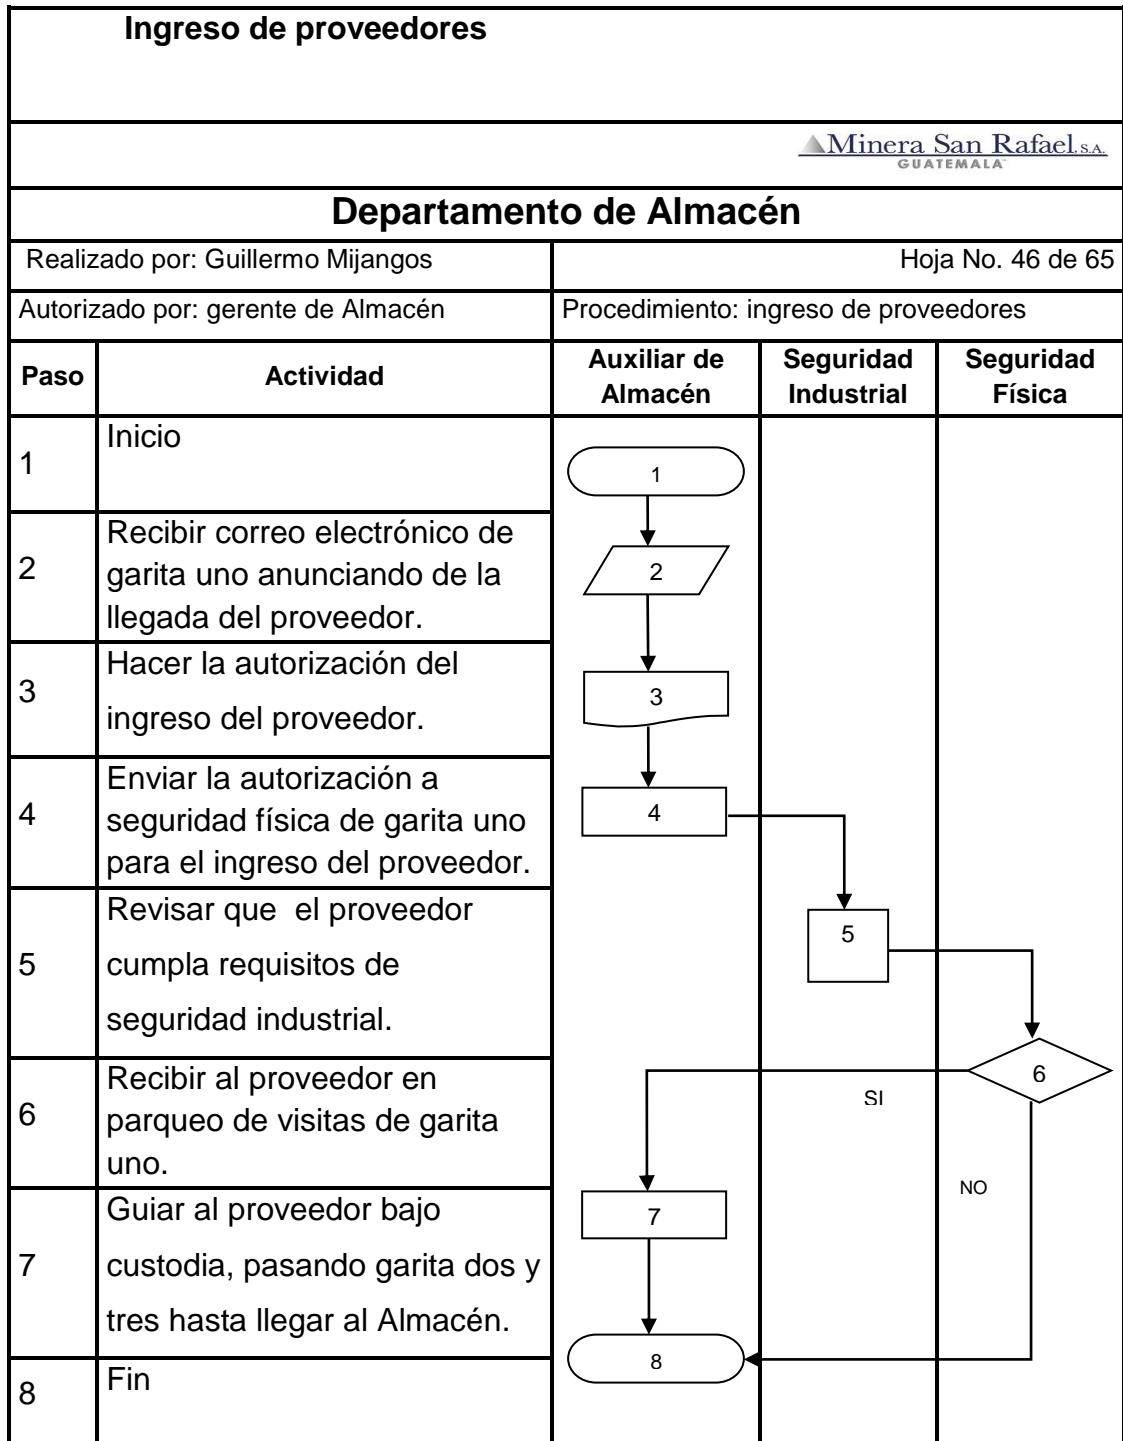 Ingreso de proveedores
Minera San Rafael, S.A.
GUATEMALA
Departamento de Almacén
Realizado por: Guillermo Mijangos
Hoja No. 46 de 65
Autorizado por: gerente de Almacén
Procedimiento: ingreso de proveedores
Paso
Actividad
Auxiliar de
Almacén
Seguridad
Industrial
Seguridad
Física
1
Inicio
1
2
Recibir correo electrónico de
garita uno anunciando de la
llegada del proveedor.
2
3
Hacer la autorización del
ingreso del proveedor.
3
4
Enviar la autorización a
seguridad física de garita uno
para el ingreso del proveedor.
4
5
Revisar que  el proveedor
cumpla requisitos de
seguridad industrial.
5
6
Recibir al proveedor en
parqueo de visitas de garita
uno.
6
SI
NO
7
Guiar al proveedor bajo
custodia, pasando garita dos y
tres hasta llegar al Almacén.
7
8
Fin
8